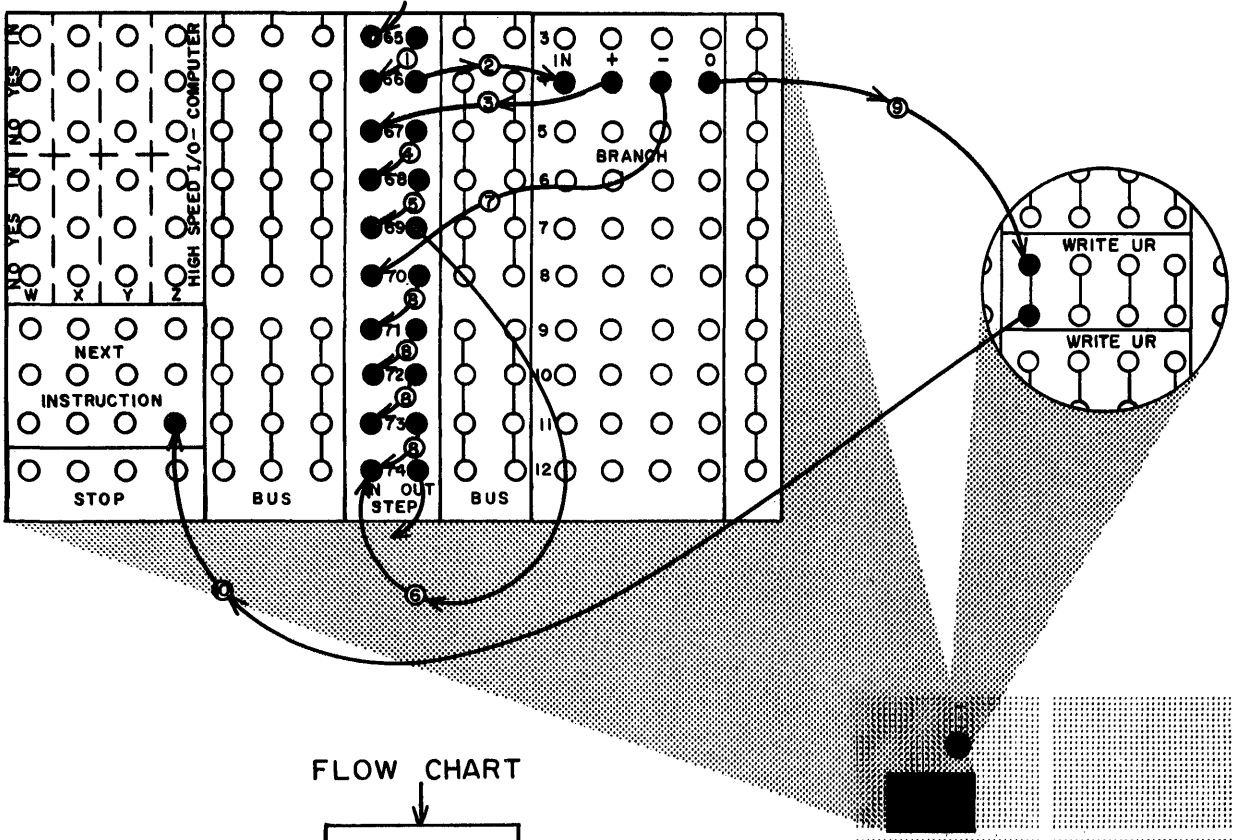 NO YES IN
NO YES IN
HIGH SPEED I/O - COMPUTER
W X Y Z
NEXT
INSTRUCTION
STOP
BUS
65
1
66
2
3
67
4
68
5
69
7
70
8
71
8
72
8
73
8
74
IN OUT
STEP
BUS
3
IN + - 0
4
5
BRANCH
6
7
8
9
10
11
12
9
WRITE UR
WRITE UR
10
6
FLOW CHART